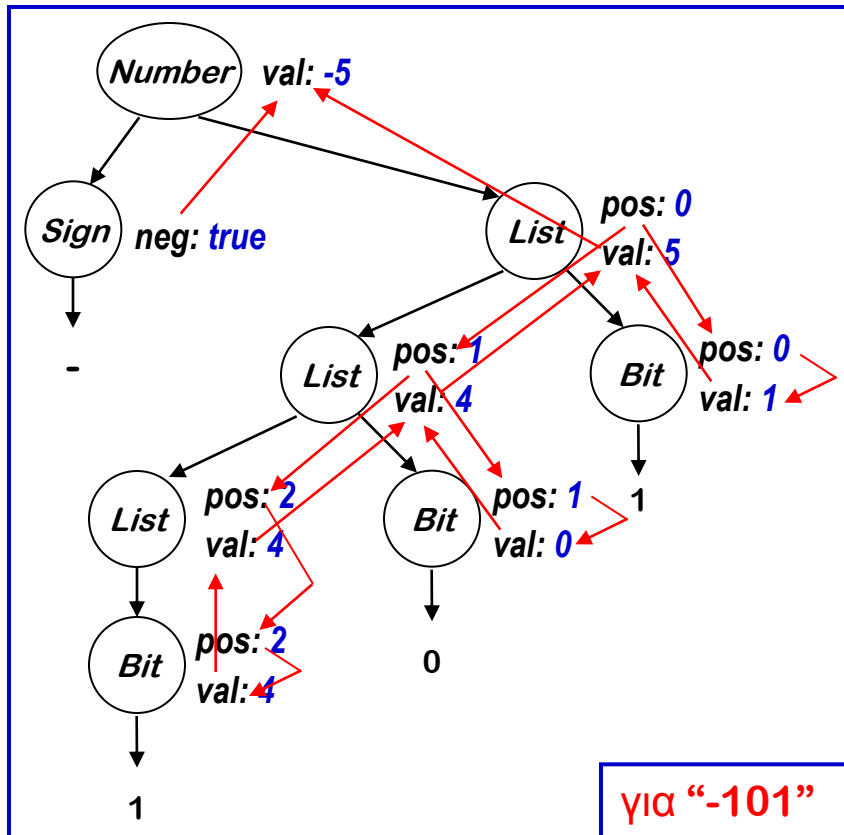 Number val: -5
pos: 0
Sign neg: true List val: 5
-
pos: 1 pos: 0
List val: 4 Bit val: 1
pos: 2 pos: 1 1
List val: 4 Bit val: 0
pos: 2
Bit val: 4 0
1
για “-101”